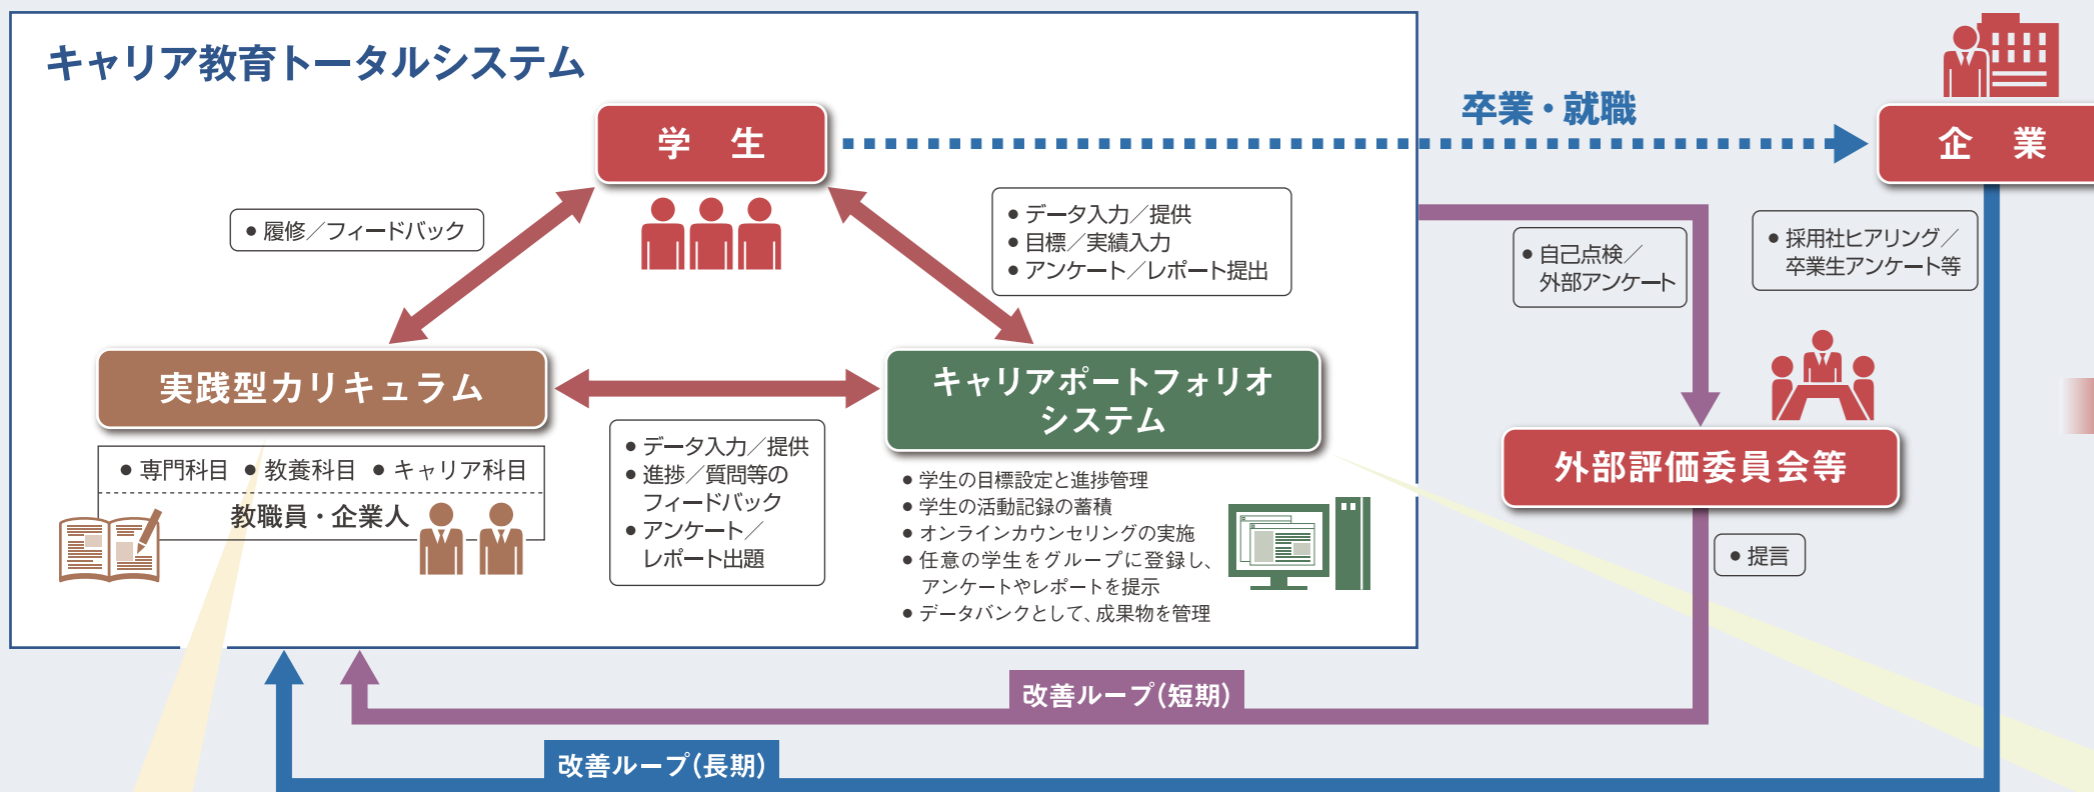 キャリア教育トータルシステム
学 生
卒業・就職
企 業
● 履修／フィードバック
● データ入力／提供
● 目標／実績入力
● アンケート／レポート提出
● 自己点検／
外部アンケート
● 採用社ヒアリング／
卒業生アンケート等
実践型カリキュラム
キャリアポートフォリオ
システム
● 専門科目 ● 教養科目 ● キャリア科目
教職員・企業人
● データ入力／提供
● 進捗／質問等の
フィードバック
● アンケート／
レポート出題
● 学生の目標設定と進捗管理
● 学生の活動記録の蓄積
● オンラインカウンセリングの実施
● 任意の学生をグループに登録し、
アンケートやレポートを提示
● データバンクとして、成果物を管理
外部評価委員会等
● 提言
改善ループ(短期)
改善ループ(長期)